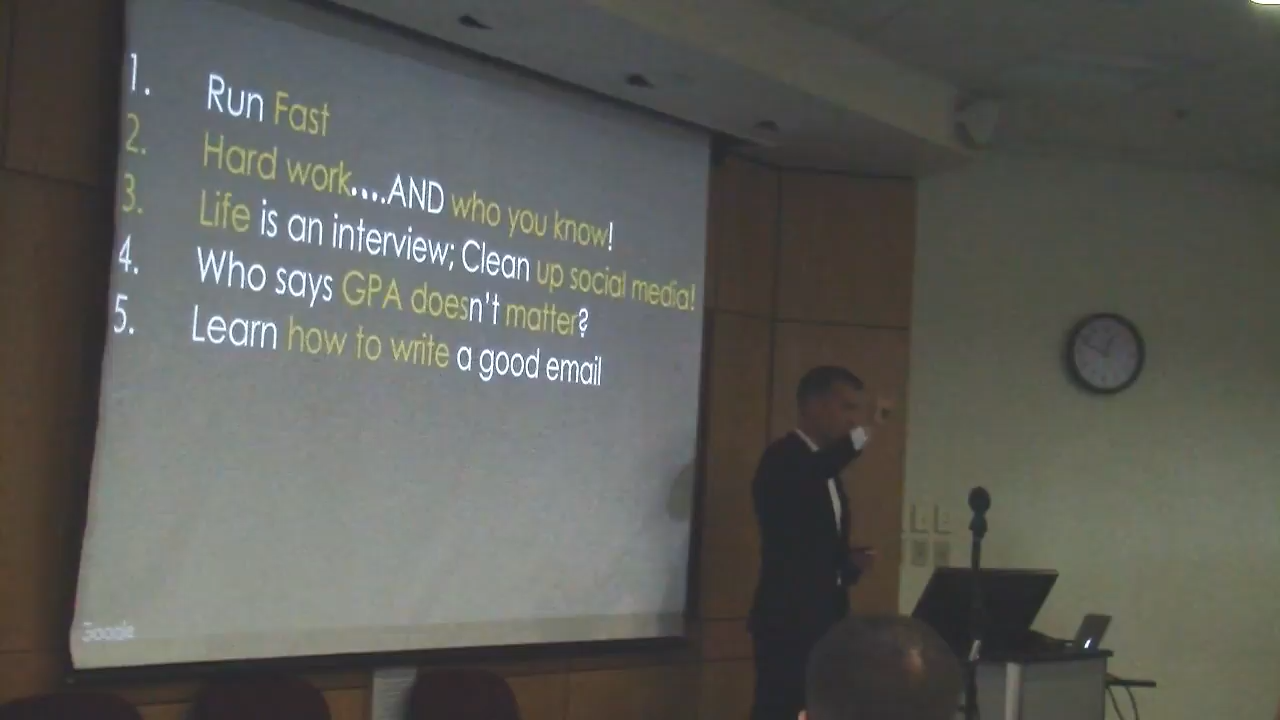 1. Run Fast
2. Hard work....AND who you know!
3. Life is an interview; Clean up social media!
4. Who says GPA doesn't matter?
5. Learn how to write a good email
Google